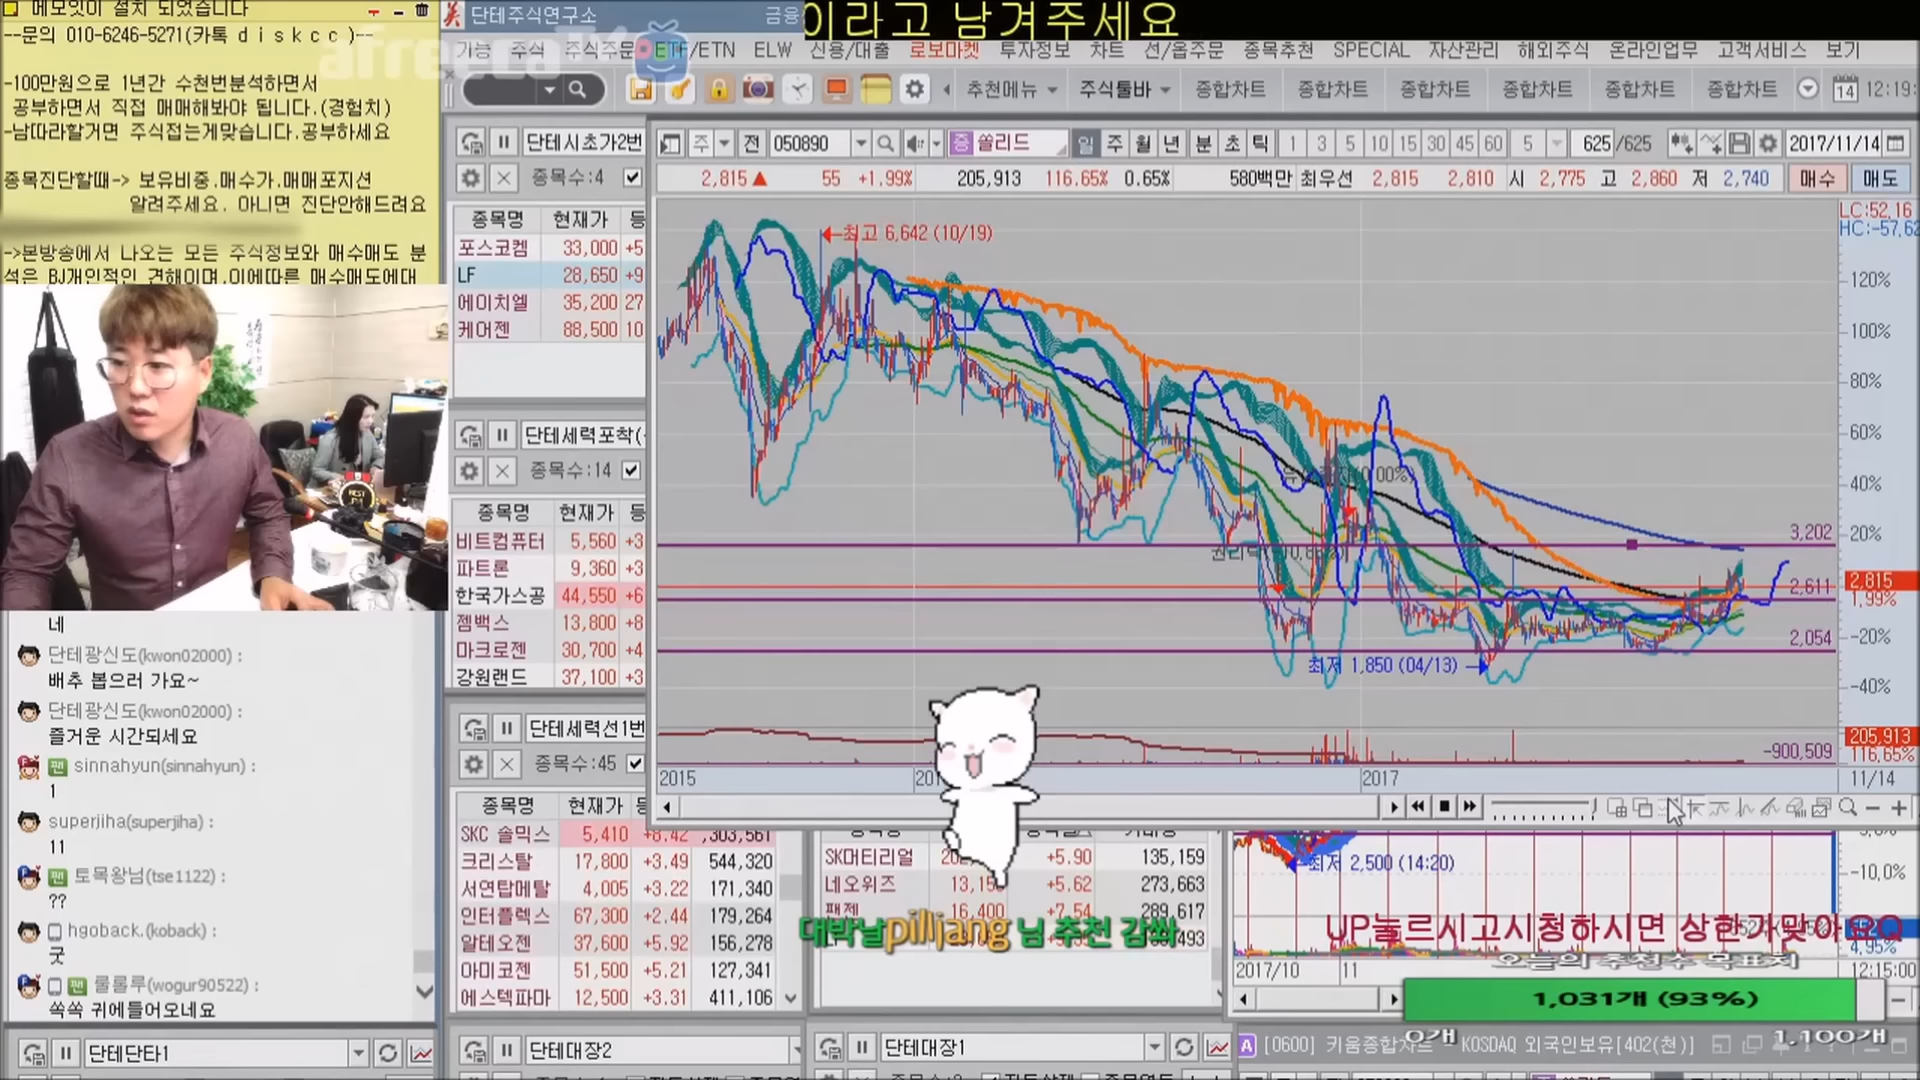 메모잇이 설치 되었습니다
--문의 010-6246-5271(카톡 d i s k c c )--
-100만원으로 1년간 수천번분석하면서
공부하면서 직접 매매해봐야 됩니다.(경험치)
-남따라할거면 주식접는게맞습니다.공부하세요
종목진단할때-> 보유비중.매수가.매매포지션
알려주세요. 아니면 진단안해드려요
->본방송에서 나오는 모든 주식정보와 매수매도 분
석은 BJ개인적인 견해이며.이에따른 매수매도에대
단테주식연구소
금융
이라고 남겨주세요
afreeca
기능 주식 주식주문 ETF/ETN ELW 신용/대출 로보마켓 투자정보 차트 선/옵주문 종목추천 SPECIAL 자산관리 해외주식 온라인업무 고객서비스 보기
추천메뉴 주식툴바 종합차트 종합차트 종합차트 종합차트 종합차트 종합차트 14 12:19:
단테시초가2번
종목수:4
종목명 현재가 등
포스코켐 33,000 +5
LF 28,650 +9
에이치엘 35,200 27
케어젠 88,500 10
단테세력포착(
종목수:14
종목명 현재가 등
비트컴퓨터 5,560 +3
파트론 9,360 +3
한국가스공 44,550 +6
젬백스 13,800 +8
마크로젠 30,700 +4
강원랜드 37,100 +3
단테세력선1번
종목수:45
종목명 현재가 등
SKC 솔믹스 5,410 +8.42 ,303,561
크리스탈 17,800 +3.49 544,320
서연탑메탈 4,005 +3.22 171,340
인터플렉스 67,300 +2.44 179,264
알테오젠 37,600 +5.92 156,278
아미코젠 51,500 +5.21 127,341
에스텍파마 12,500 +3.31 411,106
주 전 050890 증 쏠리드 일 주 월 년 분 초 틱 1 3 5 10 15 30 45 60 5 625 /625 2017/11/14
2,815 ▲ 55 +1.99% 205,913 116.65% 0.65% 580백만 최우선 2,815 2,810 시 2,775 고 2,860 저 2,740 매수 매도
LC:52,16
HC:-57,62
최고 6,642 (10/19)
120%
100%
80%
60%
40%
20%
3,202
2,815
1,99%
2,611
-20%
2,054
최저 1,850 (04/13)
-40%
205,913
-900,509
116,65%
2015
2017
11/14
SK머티리얼 +5.90 135,159
네오위즈 +5.62 273,663
팬젠 16,400 +7.54 289,617
대박날pilljang 님 추천 감싸
최저 2,500 (14:20)
-10,0%
UP눌르시고시청하시면 상한가맞아요Q
4,95%
오늘의 추천수 목표치
2017/10 11 12:15:00
1,031개 (93%)
0개 1,100개
네
단테광신도(kwon02000) :
배추 봅으러 가요~
단테광신도(kwon02000) :
즐거운 시간되세요
팬 sinnahyun(sinnahyun) :
1
superjiha(superjiha) :
11
팬 토목왕님(tse1122) :
??
hgoback.(koback) :
굿
팬 룰롤루(wogur90522) :
쏙쏙 귀에들어오네요
단테단타1
단테대장2
단테대장1
[0600] 키움종합차트 - KOSDAQ 외국인보유[402(천)]